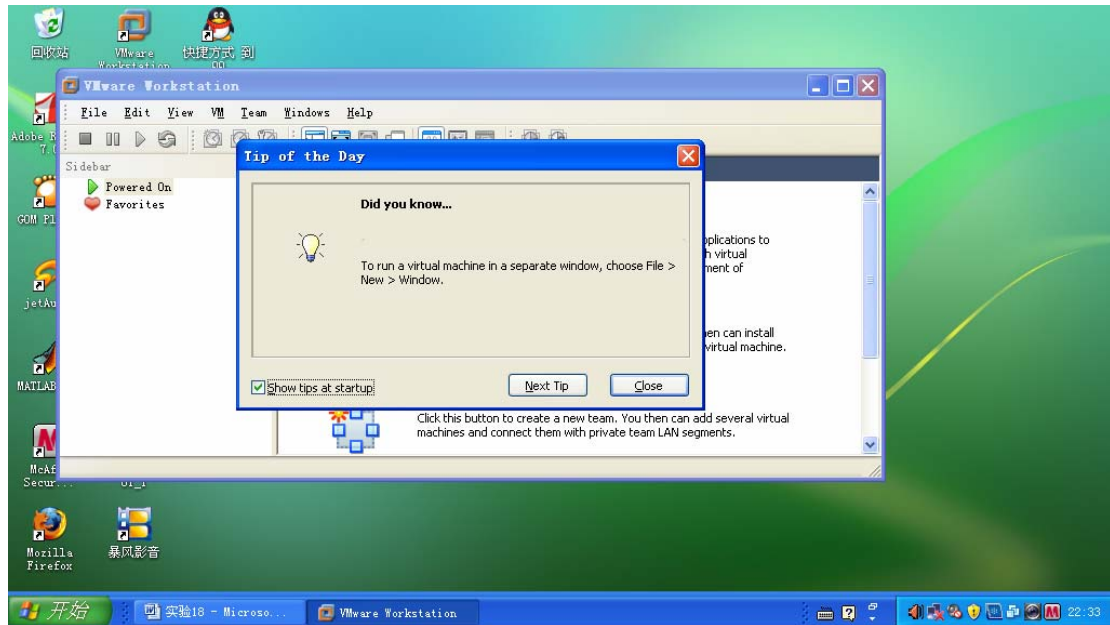 回收站
VMware
Workstation
快捷方式 到
QQ
VMware Workstation
File Edit View VM Team Windows Help
Adobe R
7.
Sidebar
Powered On
Favorites
Tip of the Day
Did you know...
To run a virtual machine in a separate window, choose File >
New > Window.
Show tips at startup
Next Tip
Close
pplications to
h virtual
ment of
en can install
virtual machine.
Click this button to create a new team. You then can add several virtual
machines and connect them with private team LAN segments.
GOM Pl
jetAu
MATLAB
McAf
Secur...
Mozilla
Firefox
暴风影音
开始
实验18 - Microso...
VMware Workstation
22:33